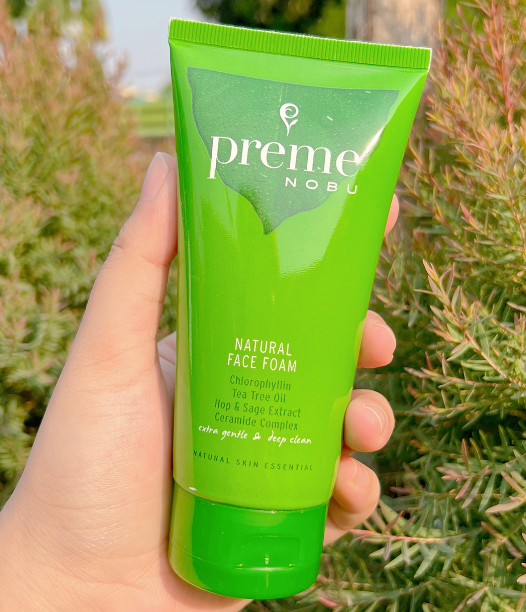 preme
NOBU
NATURAL
FACE FOAM
Chlorophyllin
Tea Tree Oil
Hop & Sage Extract
Ceramide Complex
extra gentle & deep clean
NATURAL SKIN ESSENTIAL